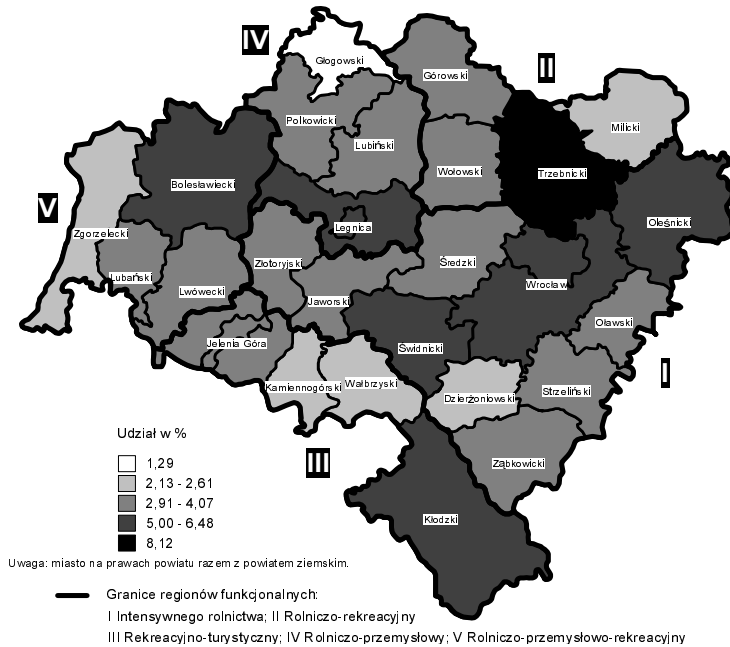 IV
Głogowski
Górowski
II
Milicki
Polkowicki
Lubiński
Wołowski
Trzebnicki
Bolesławiecki
V
Oleśnicki
Legnica
Zgorzelecki
Złotoryjski
Średzki
Lubański
Wrocław
Lwówecki
Jaworski
Oławski
Jelenia Góra
Świdnicki
I
Kamiennogórski
Wałbrzyski
Strzeliński
Dzierżoniowski
Udział w %
III
Ząbkowicki
1,29
2,13 - 2,61
2,91 - 4,07
5,00 - 6,48
Kłodzki
8,12
Uwaga: miasto na prawach powiatu razem z powiatem ziemskim.
Granice regionów funkcjonalnych:
I Intensywnego rolnictwa; II Rolniczo-rekreacyjny
III Rekreacyjno-turystyczny; IV Rolniczo-przemysłowy; V Rolniczo-przemysłowo-rekreacyjny